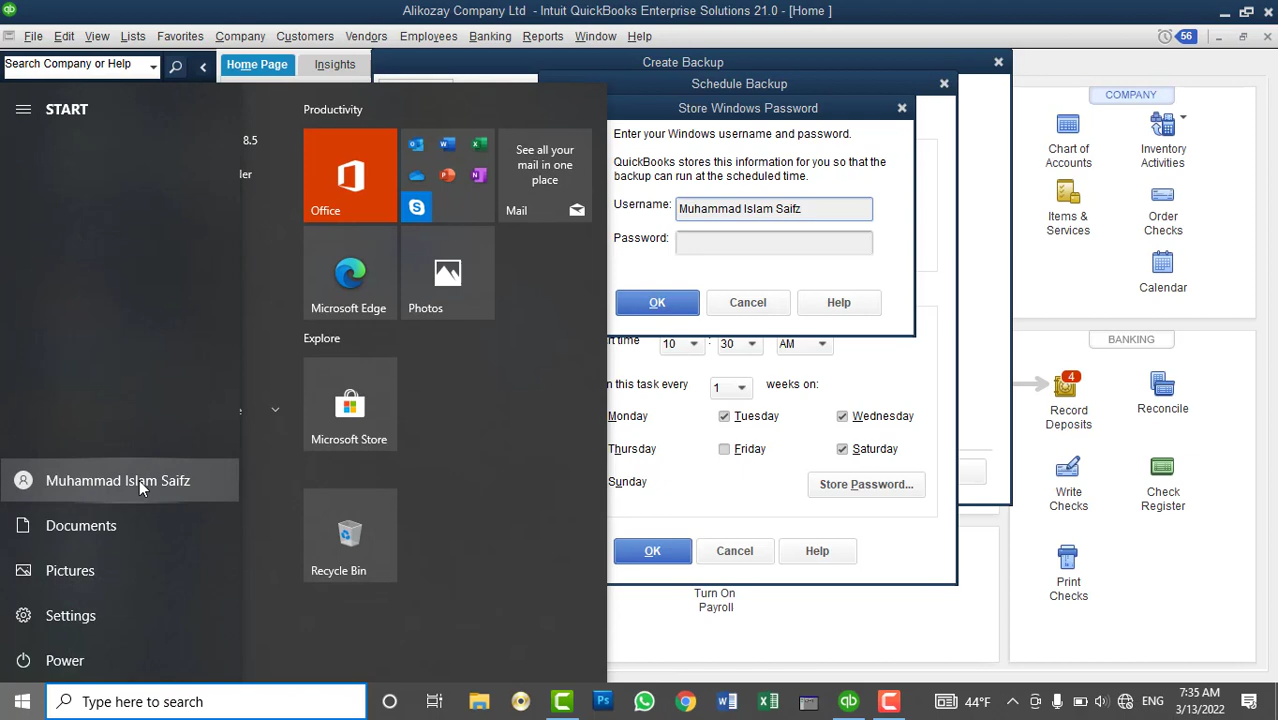 Alikozay Company Ltd - Intuit QuickBooks Enterprise Solutions 21.0 - [Home ]
File Edit View Lists Favorites Company Customers Vendors Employees Banking Reports Window Help
56
Search Company or Help
Home Page
Insights
Create Backup
Schedule Backup
Store Windows Password
START
8.5
der
e
Productivity
Office
See all your
mail in one
place
Mail
Microsoft Edge
Photos
Explore
Microsoft Store
Recycle Bin
Muhammad Islam Saifz
Documents
Pictures
Settings
Power
Enter your Windows username and password.
QuickBooks stores this information for you so that the
backup can run at the scheduled time.
Username: Muhammad Islam Saifz
Password:
OK Cancel Help
art time 10 : 30 AM
n this task every 1 weeks on:
Monday Tuesday Wednesday
Thursday Friday Saturday
Sunday
Store Password...
OK Cancel Help
Turn On
Payroll
COMPANY
Chart of
Accounts
Inventory
Activities
Items &
Services
Order
Checks
Calendar
BANKING
4
Record
Deposits
Reconcile
Write
Checks
Check
Register
Print
Checks
Type here to search
44°F
ENG
7:35 AM
3/13/2022